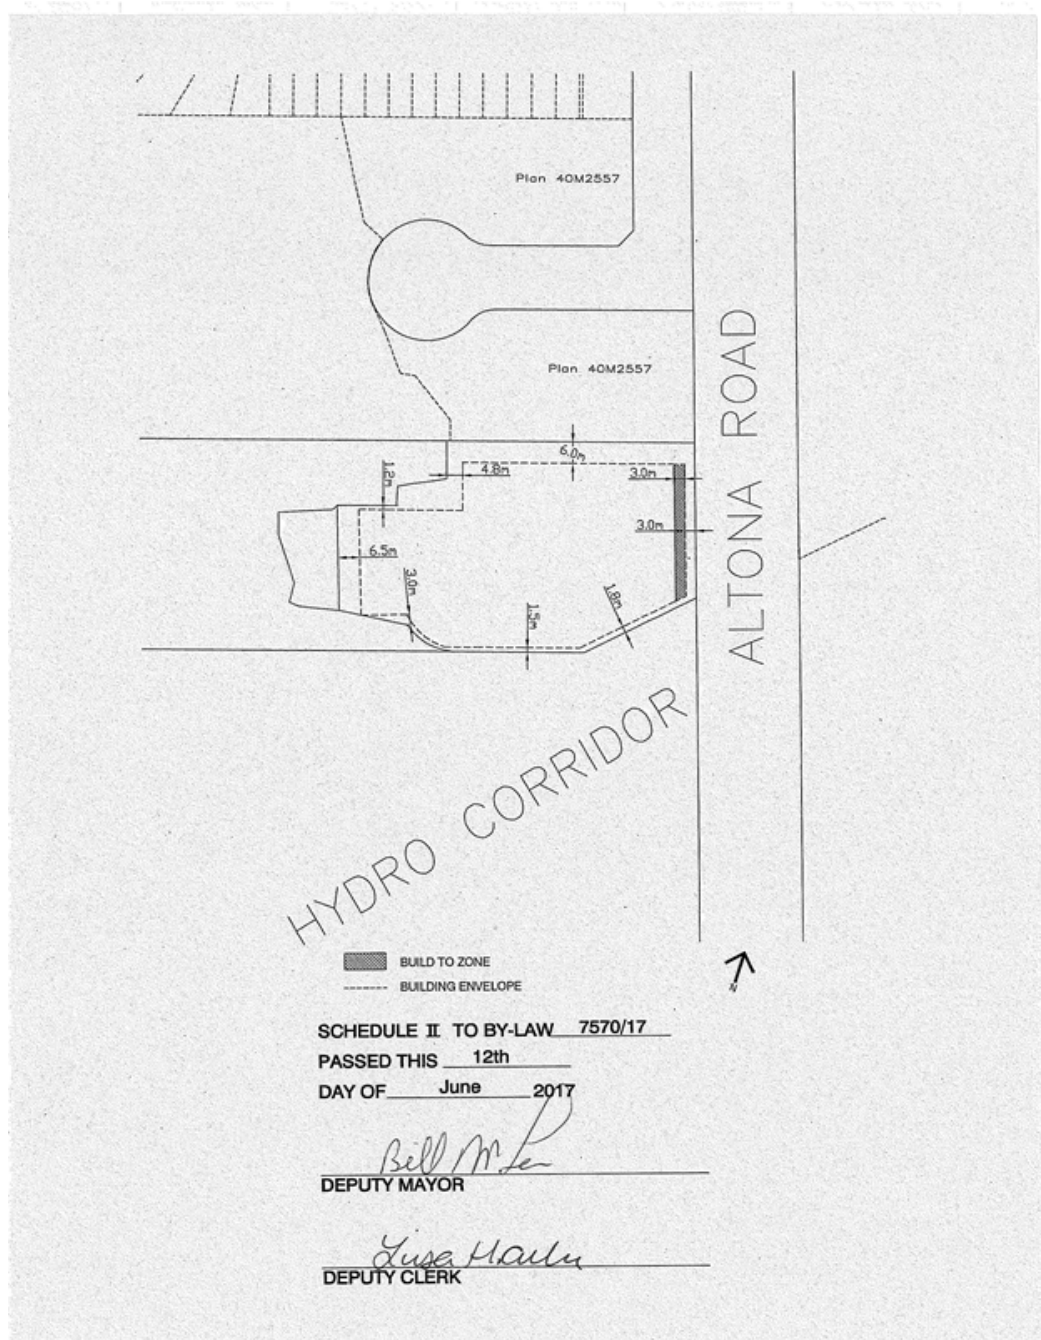 Plan 40M2557
Plan 40M2557
6.0m
4.8m
1.2m
3.0m
3.0m
6.5m
3.0m
1.5m
1.8m
ALTONA ROAD
HYDRO CORRIDOR
N
BUILD TO ZONE
BUILDING ENVELOPE
SCHEDULE II TO BY-LAW 7570/17
PASSED THIS 12th
DAY OF June 2017
DEPUTY MAYOR
DEPUTY CLERK